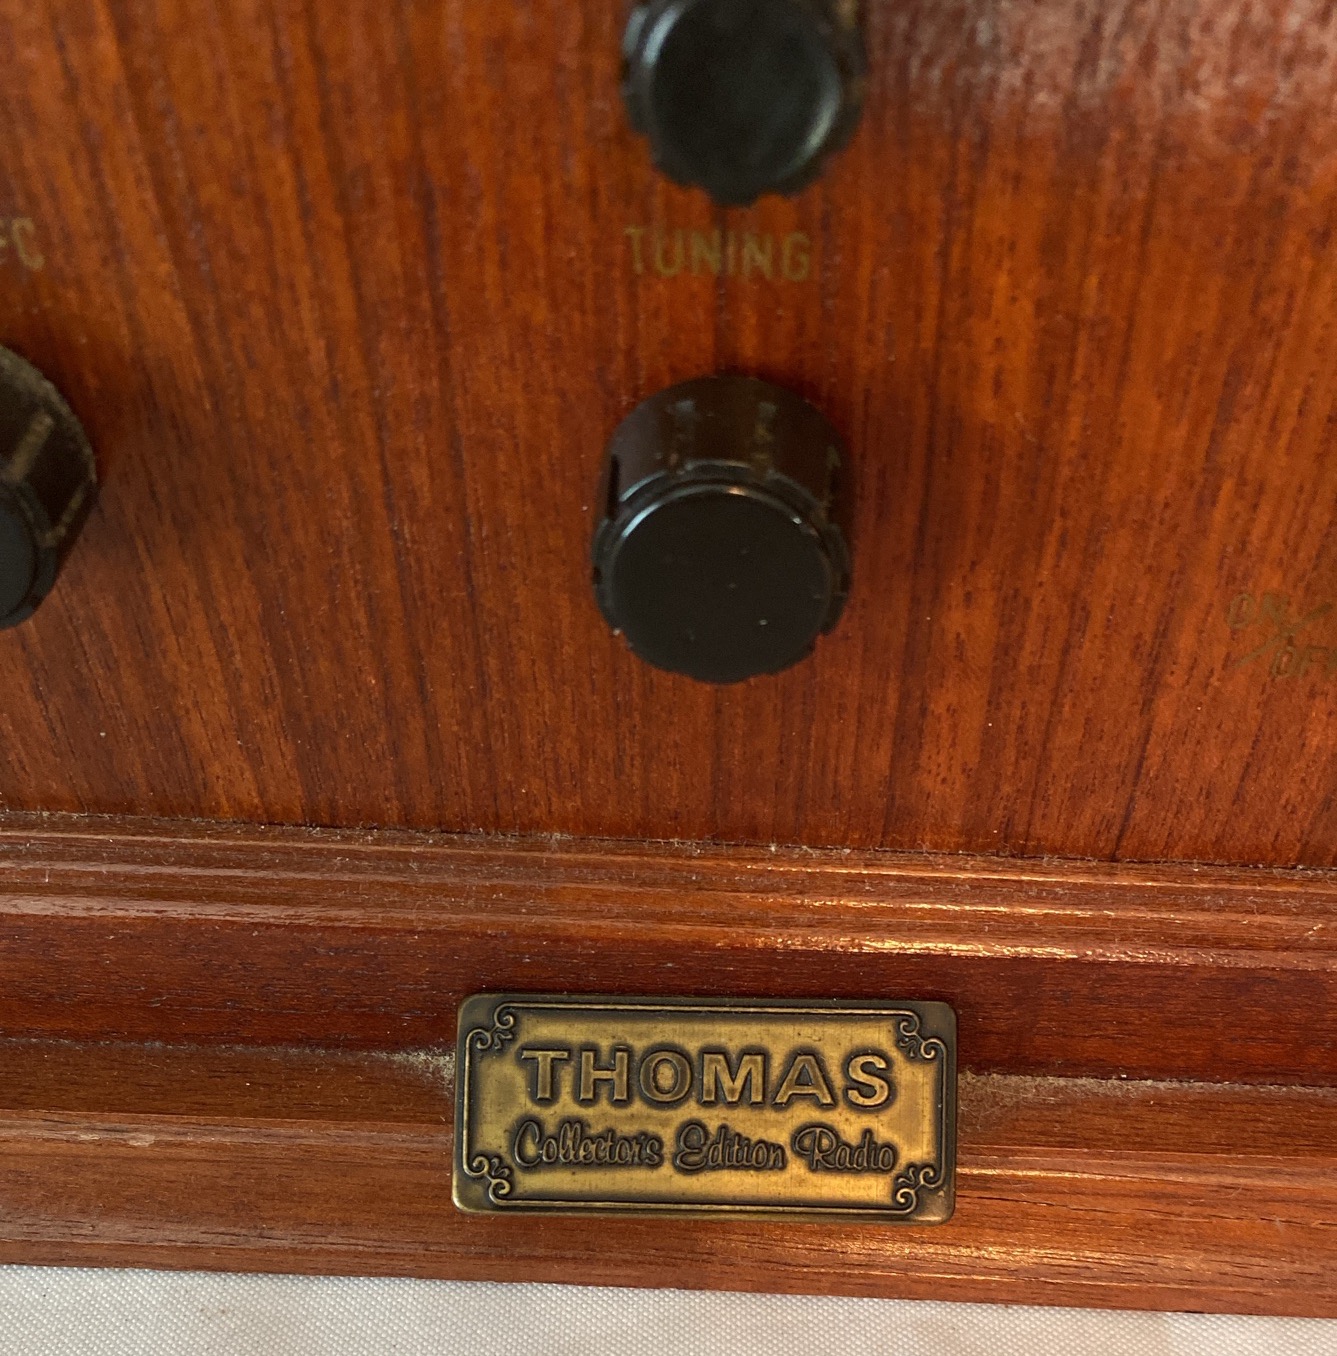 TUNING
THOMAS
Collector's Edition Radio